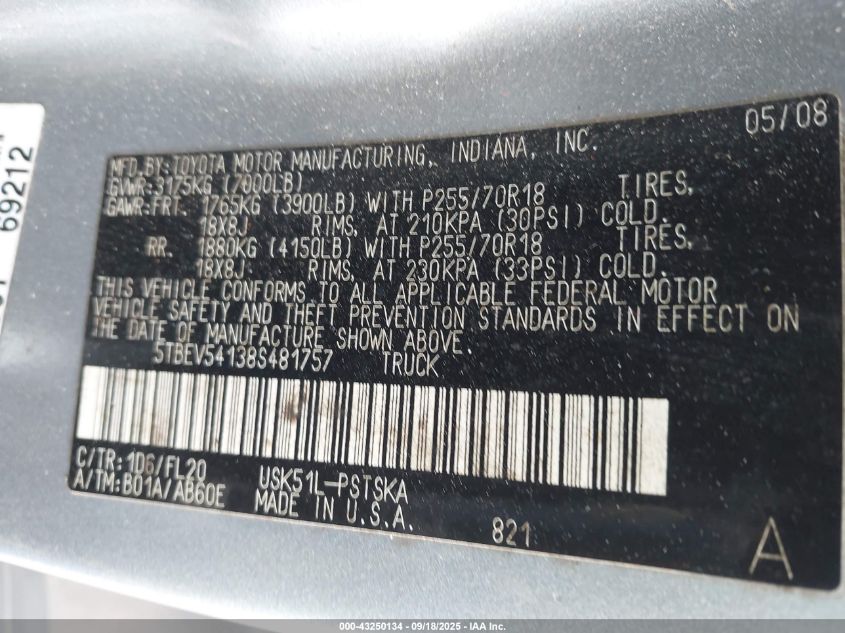 05/08
MFD.BY:TOYOTA MOTOR MANUFACTURING, INDIANA, INC.
GVWR:3175KG (7000LB)
GAWR:FRT. 1765KG (3900LB) WITH P255/70R18 TIRES,
18X8J RIMS, AT 210KPA (30PSI) COLD.
RR. 1880KG (4150LB) WITH P255/70R18 TIRES,
18X8J RIMS, AT 230KPA (33PSI) COLD.
THIS VEHICLE CONFORMS TO ALL APPLICABLE FEDERAL MOTOR
VEHICLE SAFETY AND THEFT PREVENTION STANDARDS IN EFFECT ON
THE DATE OF MANUFACTURE SHOWN ABOVE.
5TBEV54138S481757 TRUCK
C/TR:1D6/FL20 USK51L-PSTSKA
A/TM:B01A/AB60E MADE IN U.S.A.
821
A
69212
000-43250134 - 09/18/2025 - IAA Inc.